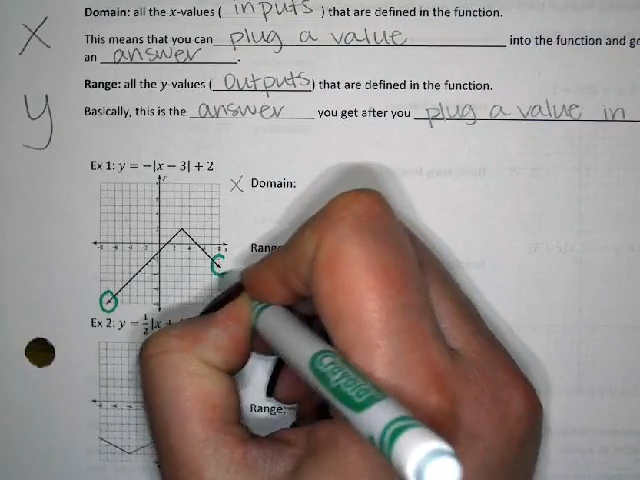 Domain: all the x-values ( inputs ) that are defined in the function.
x
This means that you can plug a value into the function and
an answer.
Range: all the y-values (outputs) that are defined in the function.
y
Basically, this is the answer you get after you plug a value in
Ex 1: y = −|x − 3| + 2
x Domain:
Ex 2: y = 1/2|x
Range:
Crayola